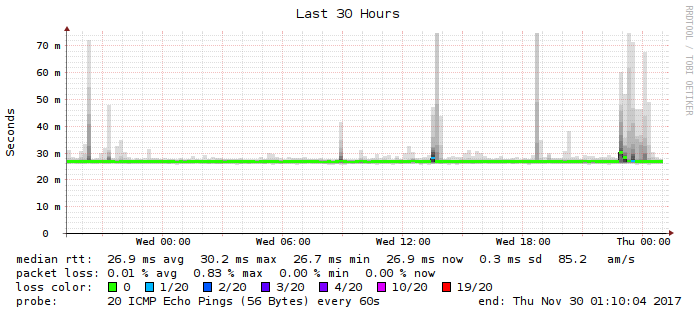 Last 30 Hours
RRDTOOL / TOBI OETIKER
Seconds
70 m
60 m
50 m
40 m
30 m
20 m
10 m
0
Wed 00:00 Wed 06:00 Wed 12:00 Wed 18:00 Thu 00:00
median rtt: 26.9 ms avg 30.2 ms max 26.7 ms min 26.9 ms now 0.3 ms sd 85.2 am/s
packet loss: 0.01 % avg 0.83 % max 0.00 % min 0.00 % now
loss color: 0 1/20 2/20 3/20 4/20 10/20 19/20
probe: 20 ICMP Echo Pings (56 Bytes) every 60s end: Thu Nov 30 01:10:04 2017